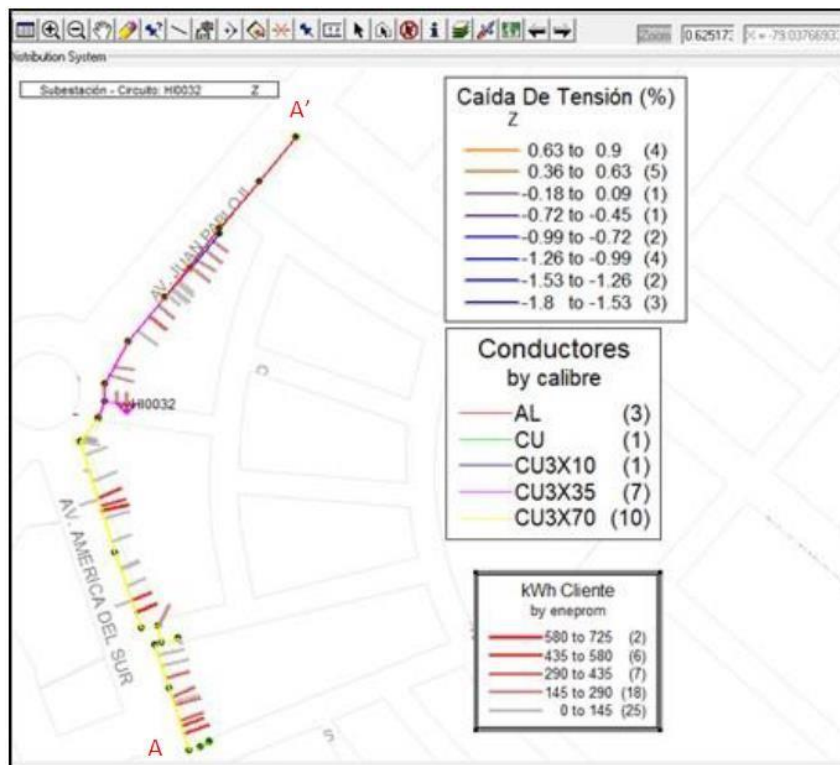 Zoom 0.62517
X = -79.0376693
istribution System
Subestación - Circuito: HI0032 Z
A'
Caída De Tensión (%)
Z
0.63 to 0.9 (4)
0.36 to 0.63 (5)
-0.18 to 0.09 (1)
-0.72 to -0.45 (1)
-0.99 to -0.72 (2)
-1.26 to -0.99 (4)
-1.53 to -1.26 (2)
-1.8 to -1.53 (3)
AV. JUAN PABLO II
Conductores
by calibre
AL (3)
CU (1)
CU3X10 (1)
CU3X35 (7)
CU3X70 (10)
C
HI0032
AV. AMERICA DEL SUR
kWh Cliente
by eneprom
580 to 725 (2)
435 to 580 (6)
290 to 435 (7)
145 to 290 (18)
0 to 145 (25)
A
S